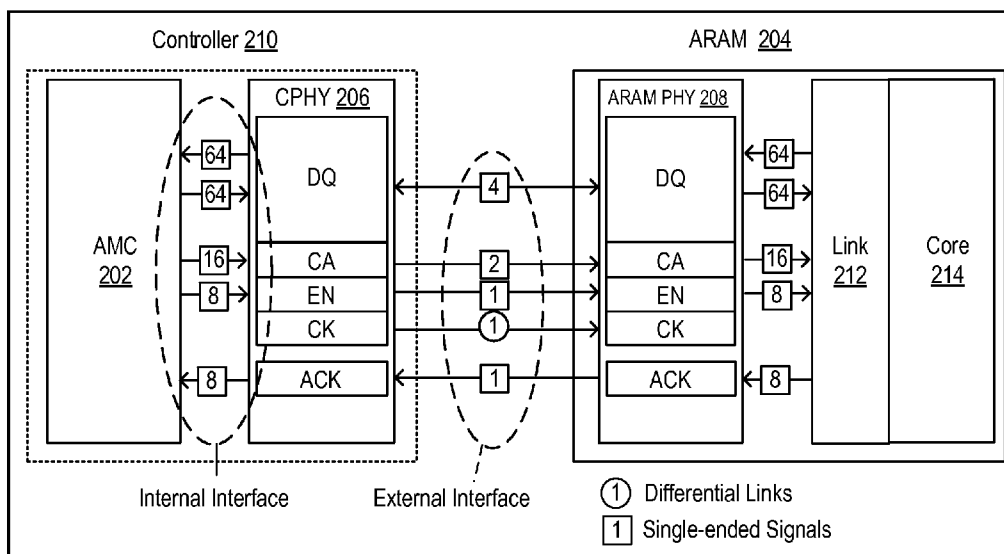 Controller 210
ARAM 204
CPHY 206
ARAM PHY 208
64
64
64
64
DQ
4
DQ
AMC
202
16
CA
2
CA
16
Link
212
Core
214
8
EN
1
EN
8
CK
1
CK
8
ACK
1
ACK
8
Internal Interface
External Interface
1 Differential Links
1 Single-ended Signals